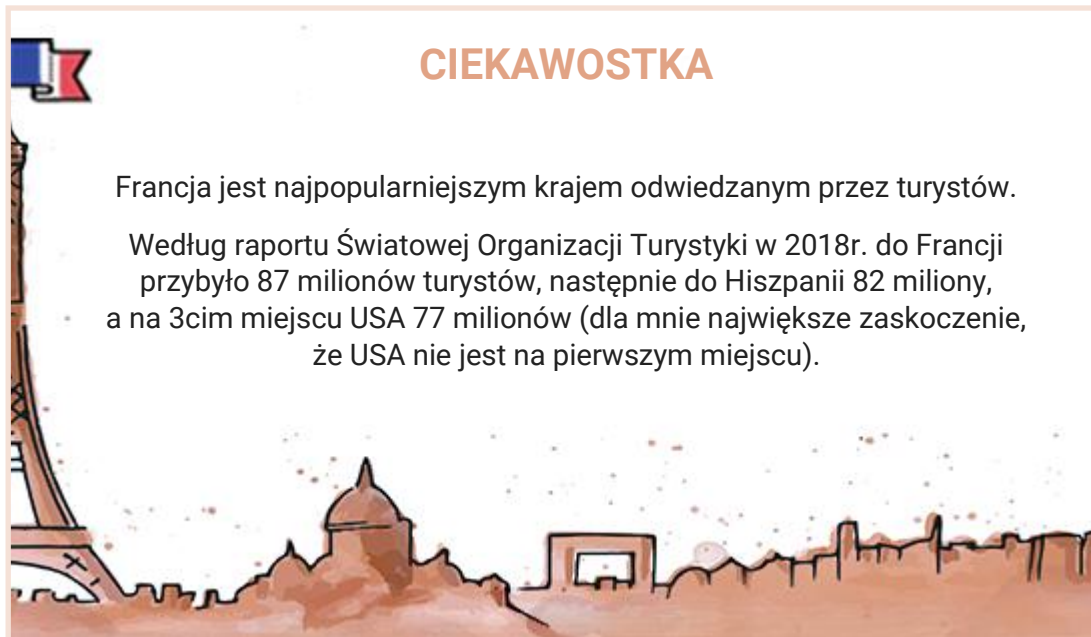 CIEKAWOSTKA
Francja jest najpopularniejszym krajem odwiedzanym przez turystów.
Według raportu Światowej Organizacji Turystyki w 2018r. do Francji
przybyło 87 milionów turystów, następnie do Hiszpanii 82 miliony,
a na 3cim miejscu USA 77 milionów (dla mnie największe zaskoczenie,
że USA nie jest na pierwszym miejscu).